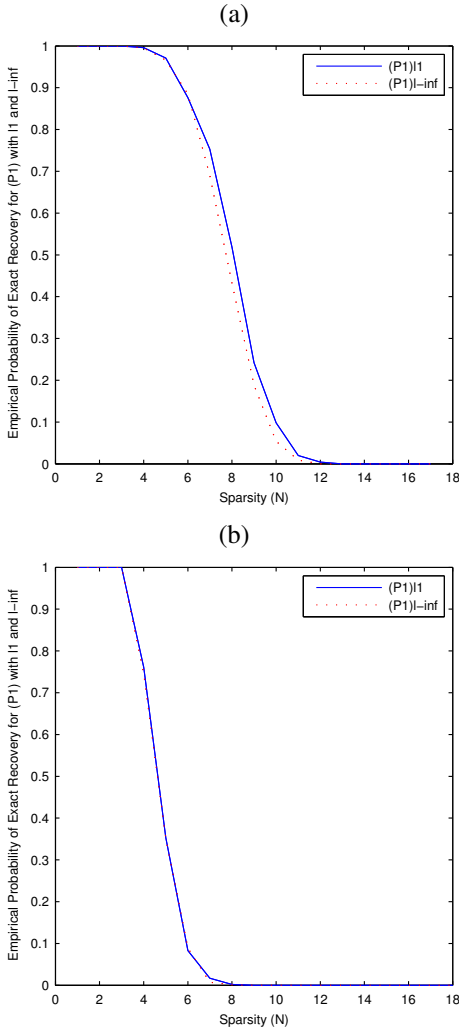 (a)
1
0.9
0.8
0.7
0.6
0.5
0.4
0.3
0.2
0.1
0
Empirical Probability of Exact Recovery for (P1) with l1 and l-inf
(P1)l1
(P1)l-inf
0 2 4 6 8 10 12 14 16 18
Sparsity (N)
(b)
1
0.9
0.8
0.7
0.6
0.5
0.4
0.3
0.2
0.1
0
Empirical Probability of Exact Recovery for (P1) with l1 and l-inf
(P1)l1
(P1)l-inf
0 2 4 6 8 10 12 14 16 18
Sparsity (N)